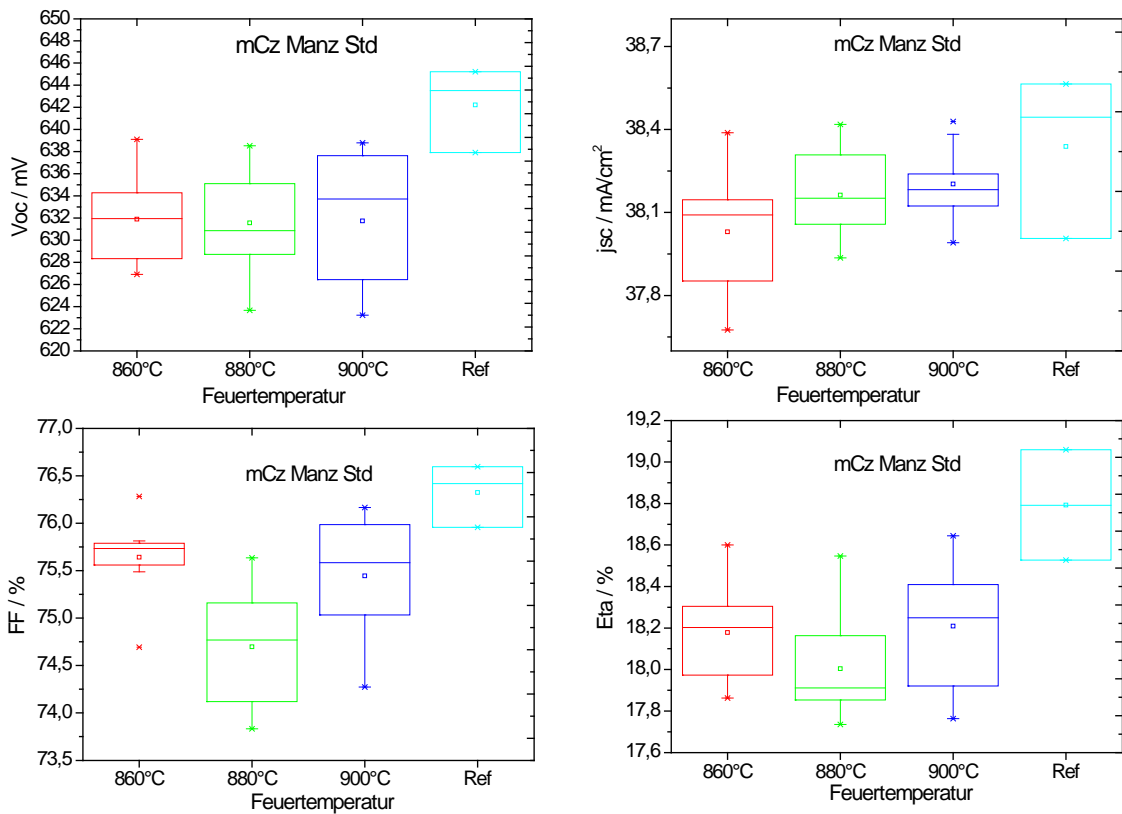 mCz Manz Std
Voc / mV
650
648
646
644
642
640
638
636
634
632
630
628
626
624
622
620
860°C 880°C 900°C Ref
Feuertemperatur
mCz Manz Std
jsc / mA/cm²
38,7
38,4
38,1
37,8
860°C 880°C 900°C Ref
Feuertemperatur
mCz Manz Std
FF / %
77,0
76,5
76,0
75,5
75,0
74,5
74,0
73,5
860°C 880°C 900°C Ref
Feuertemperatur
mCz Manz Std
Eta / %
19,2
19,0
18,8
18,6
18,4
18,2
18,0
17,8
17,6
860°C 880°C 900°C Ref
Feuertemperatur